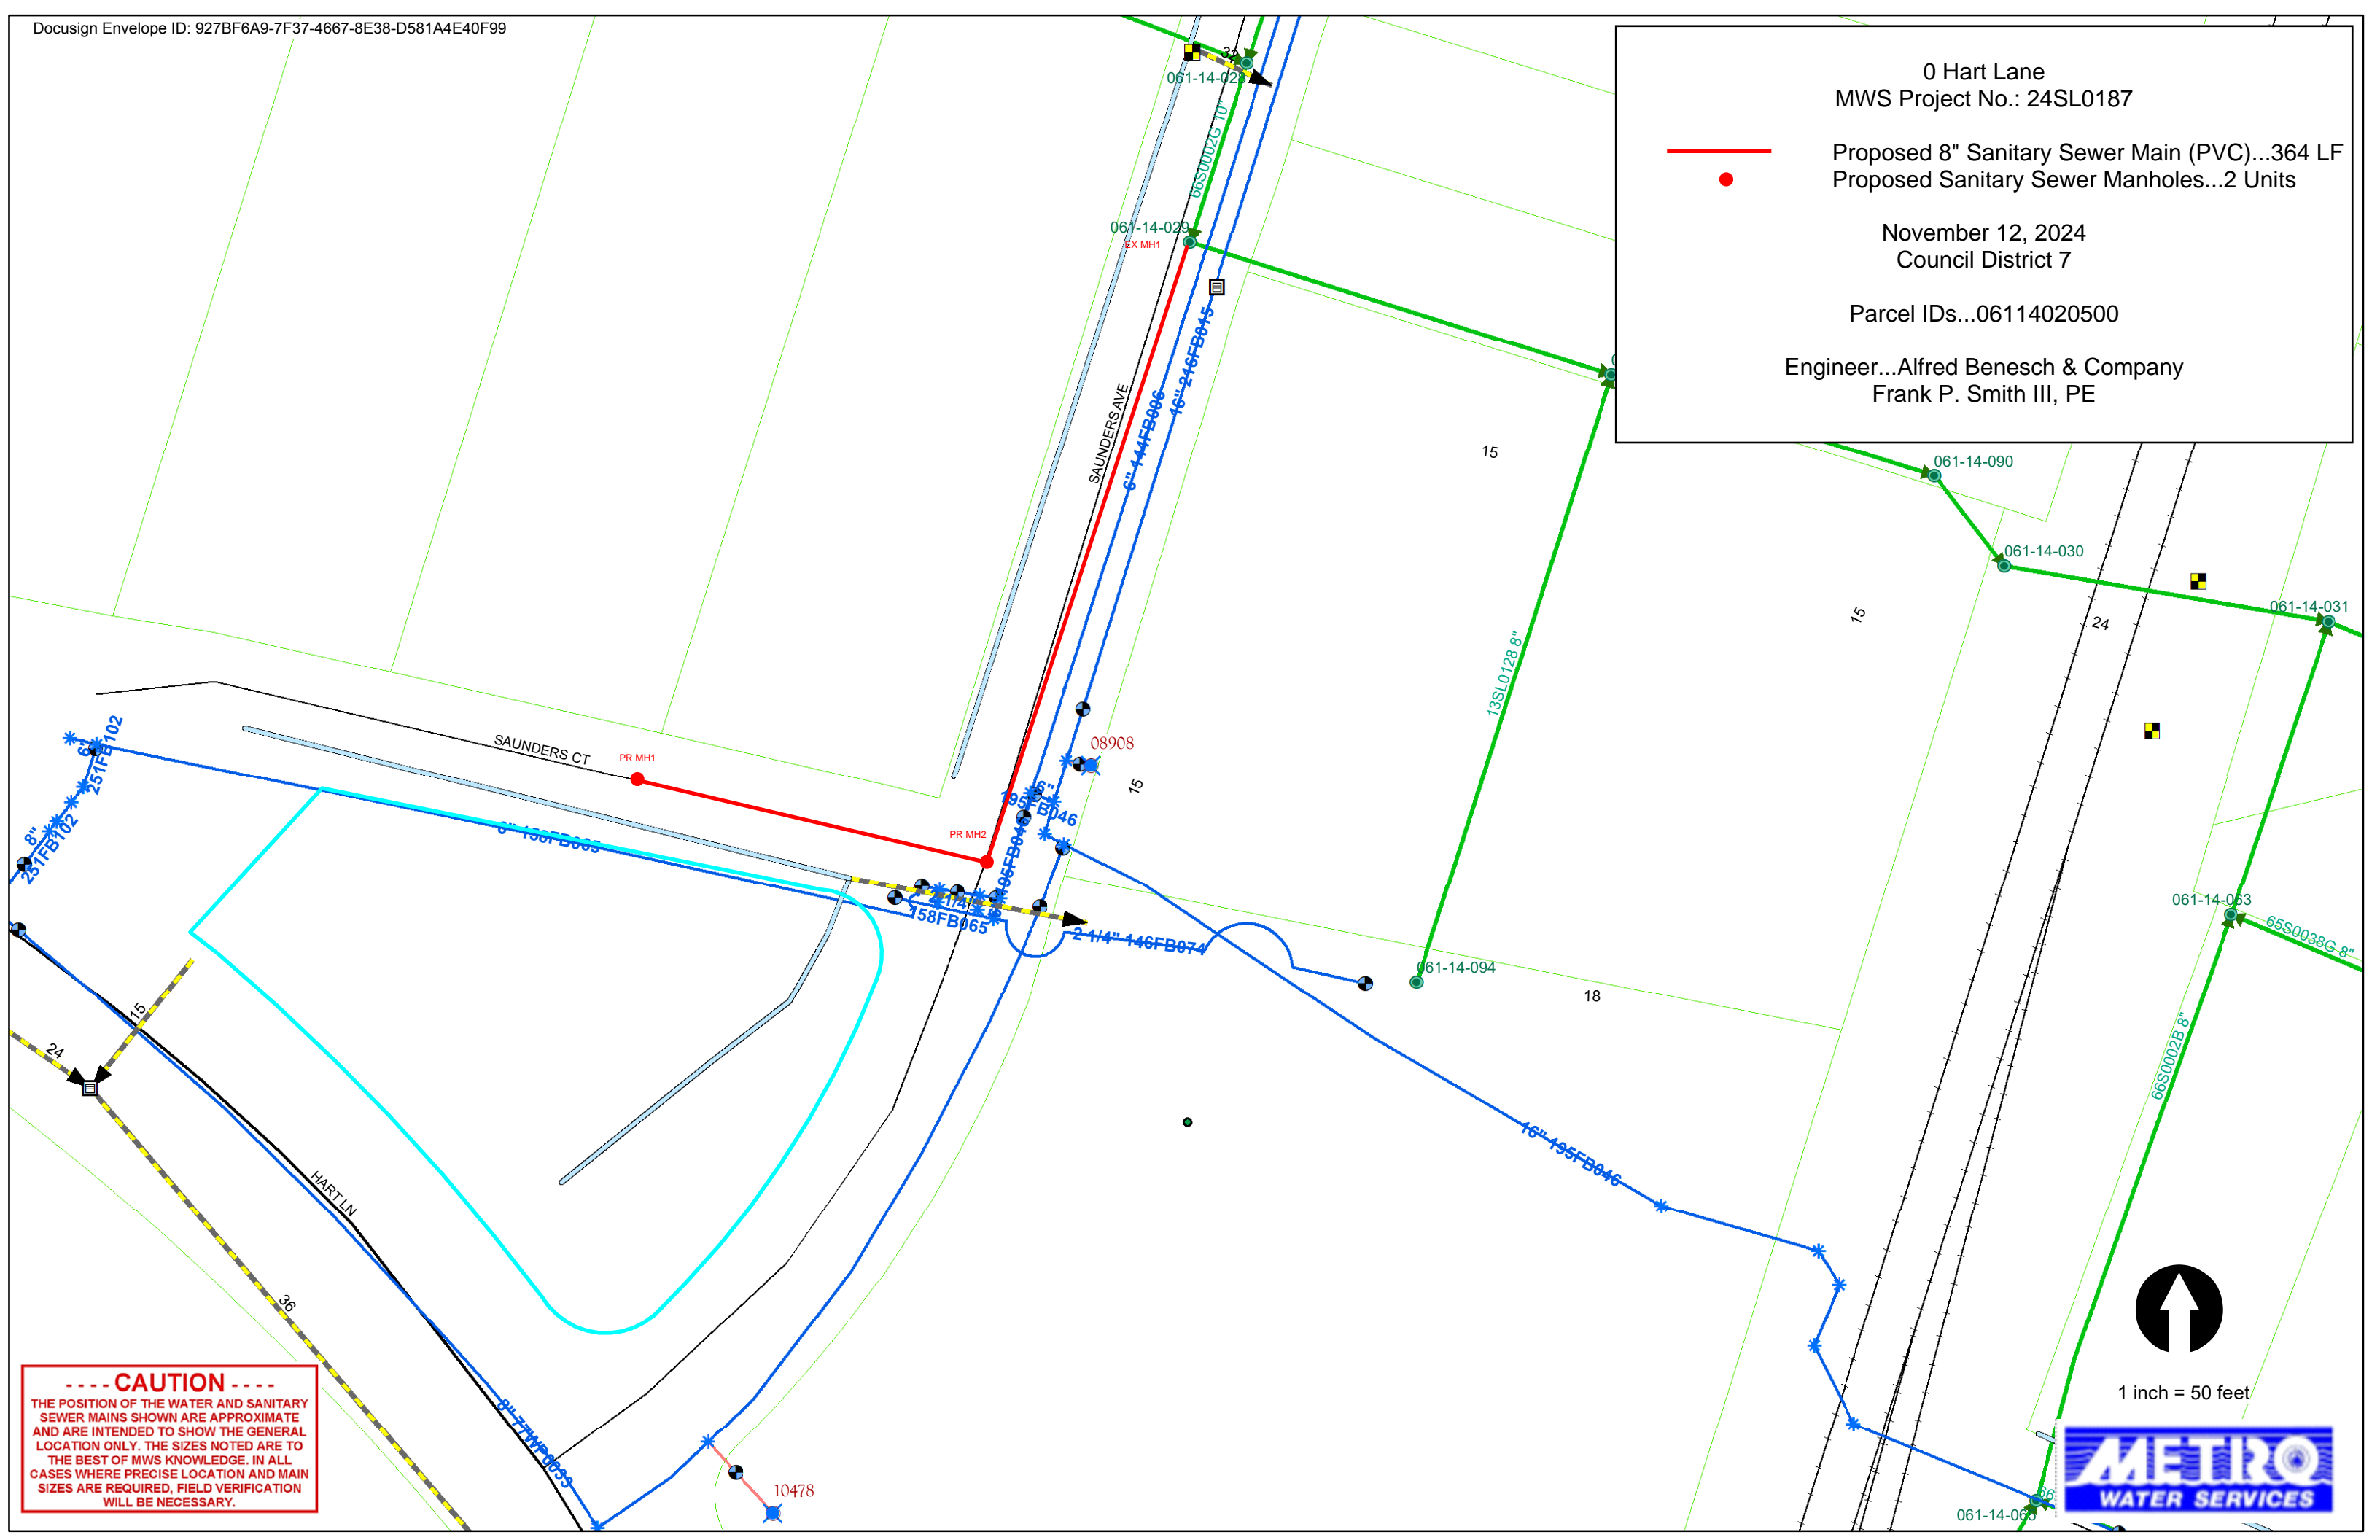 Docusign Envelope ID: 927BF6A9-7F37-4667-8E38-D581A4E40F99
0 Hart Lane
MWS Project No.: 24SL0187
Proposed 8" Sanitary Sewer Main (PVC)...364 LF
Proposed Sanitary Sewer Manholes...2 Units
November 12, 2024
Council District 7
Parcel IDs...06114020500
Engineer...Alfred Benesch & Company
Frank P. Smith III, PE
061-14-028
66S0002G 10"
061-14-029
EX MH1
16" 216FB015
6" 144FB006
SAUNDERS AVE
15
061-14-090
061-14-030
15
24
061-14-031
13SL0128 8"
SAUNDERS CT
PR MH1
PR MH2
08908
15
6"
251FB102
8"
251FB102
195FB046
158FB065
2 1/4" 146FB074
061-14-094
18
061-14-063
65S0038G 8"
66S0002B 8"
15
24
36
HART LN
16" 195FB046
8" 77WP0033
10478
1 inch = 50 feet
METRO
WATER SERVICES
---- CAUTION ----
THE POSITION OF THE WATER AND SANITARY
SEWER MAINS SHOWN ARE APPROXIMATE
AND ARE INTENDED TO SHOW THE GENERAL
LOCATION ONLY. THE SIZES NOTED ARE TO
THE BEST OF MWS KNOWLEDGE. IN ALL
CASES WHERE PRECISE LOCATION AND MAIN
SIZES ARE REQUIRED, FIELD VERIFICATION
WILL BE NECESSARY.